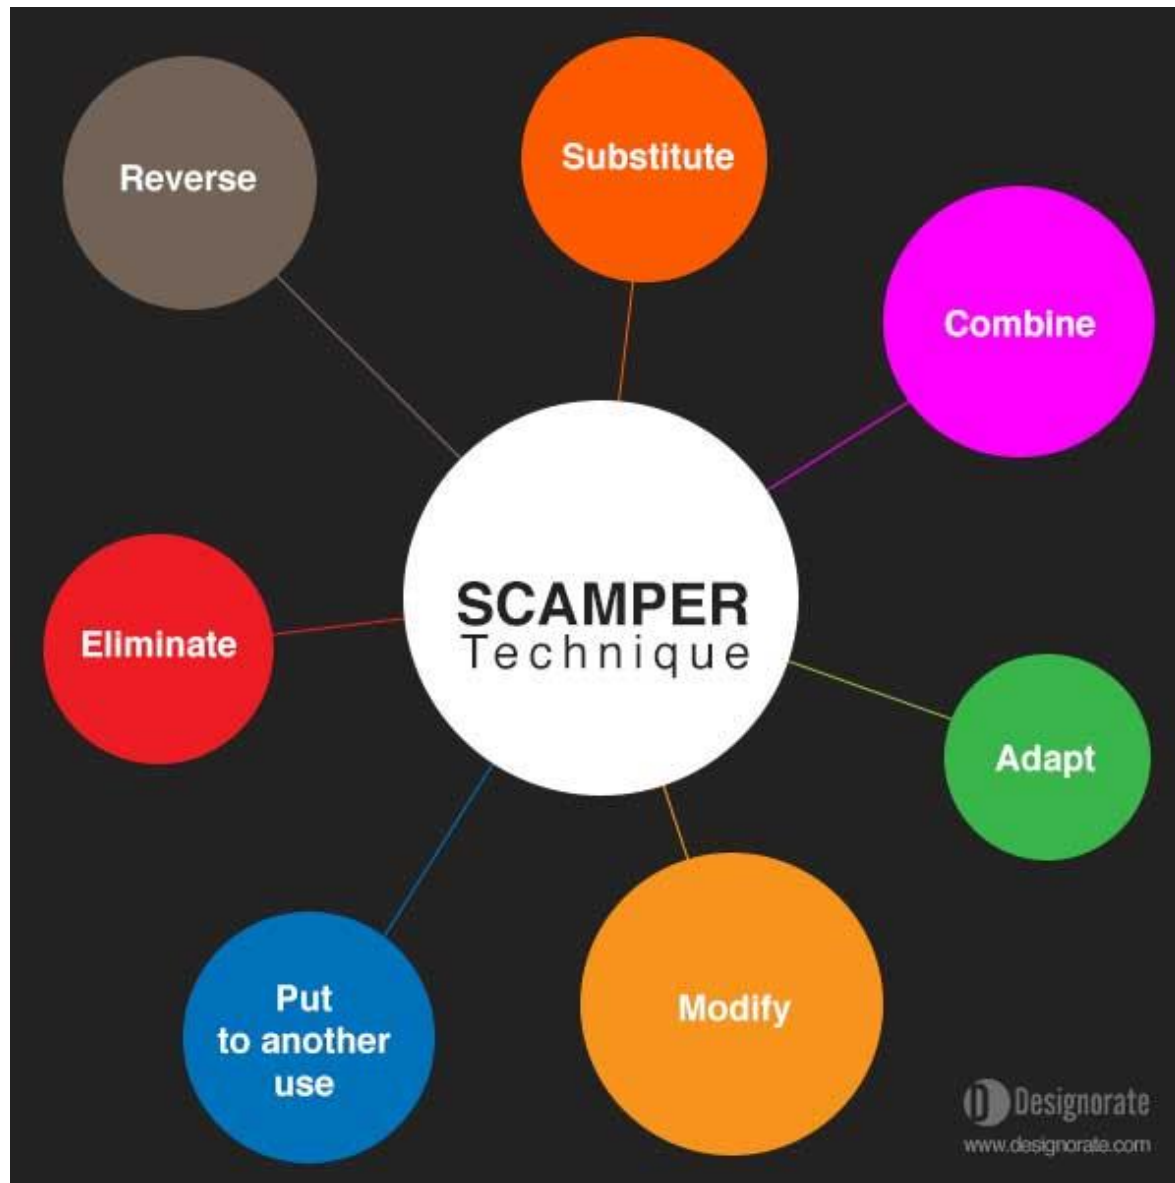 SCAMPER
Technique
Substitute
Combine
Adapt
Modify
Put
to another
use
Eliminate
Reverse
Designorate
www.designorate.com